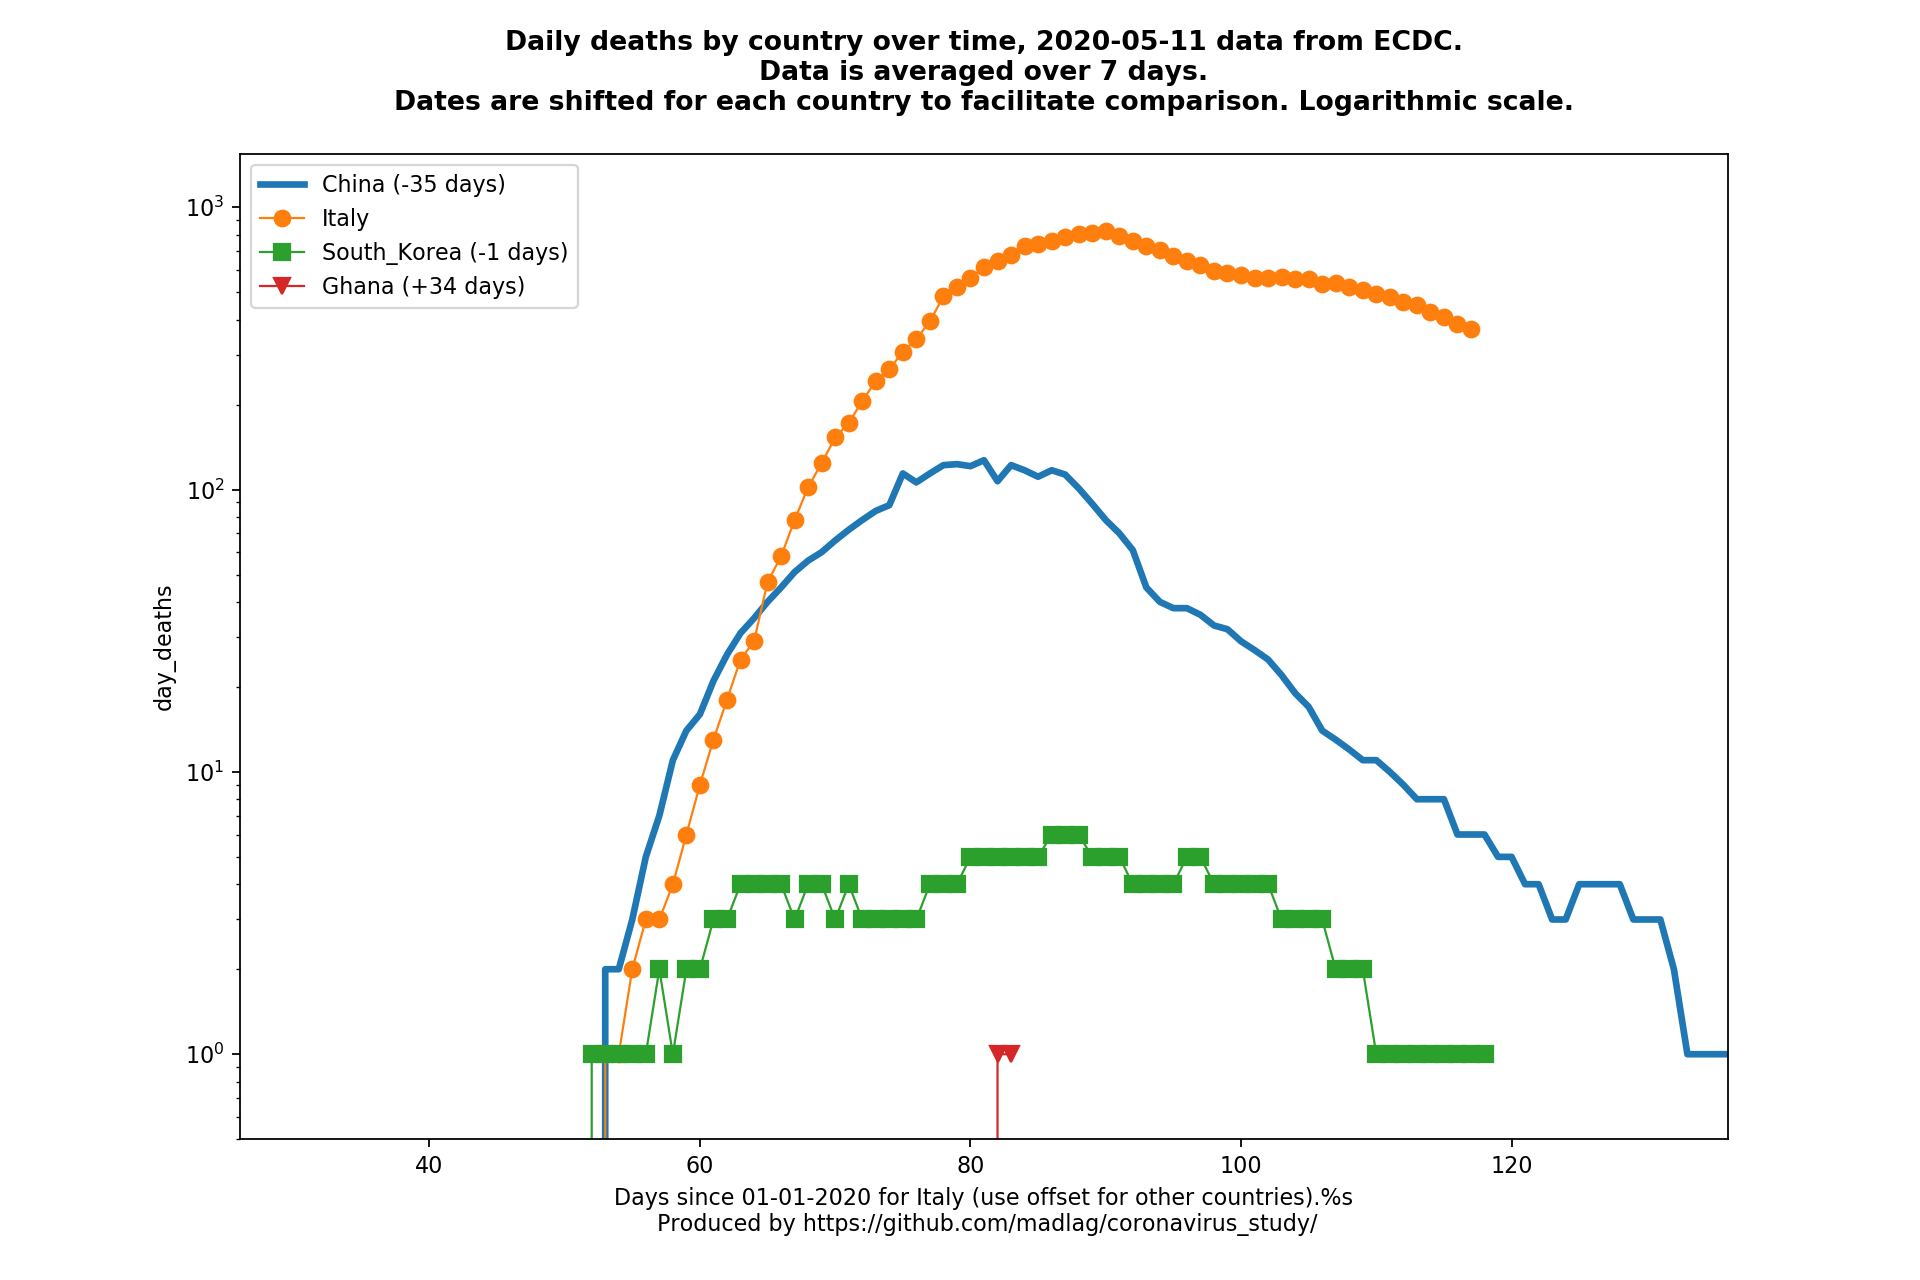 Daily deaths by country over time, 2020-05-11 data from ECDC.
Data is averaged over 7 days.
Dates are shifted for each country to facilitate comparison. Logarithmic scale.
China (-35 days)
Italy
South_Korea (-1 days)
Ghana (+34 days)
10³
10²
10¹
10⁰
day_deaths
40 60 80 100 120
Days since 01-01-2020 for Italy (use offset for other countries).%s
Produced by https://github.com/madlag/coronavirus_study/